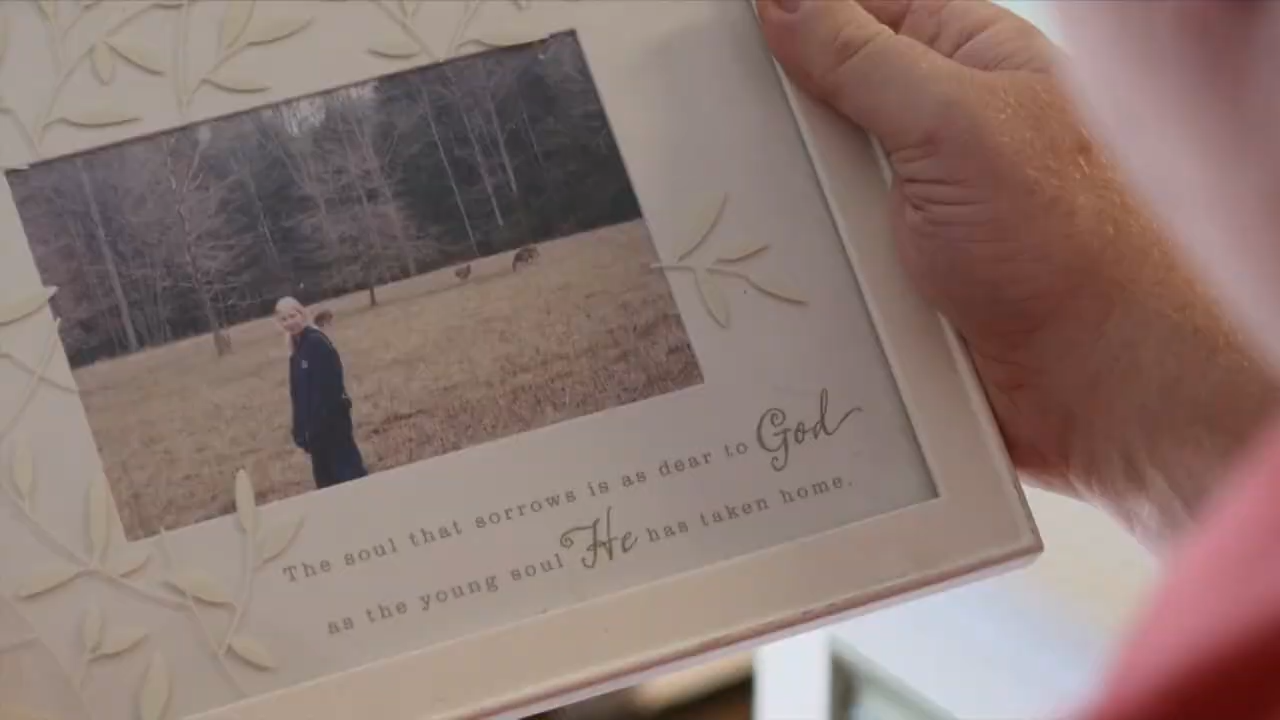 The soul that sorrows is as dear to God
as the young soul He has taken home.